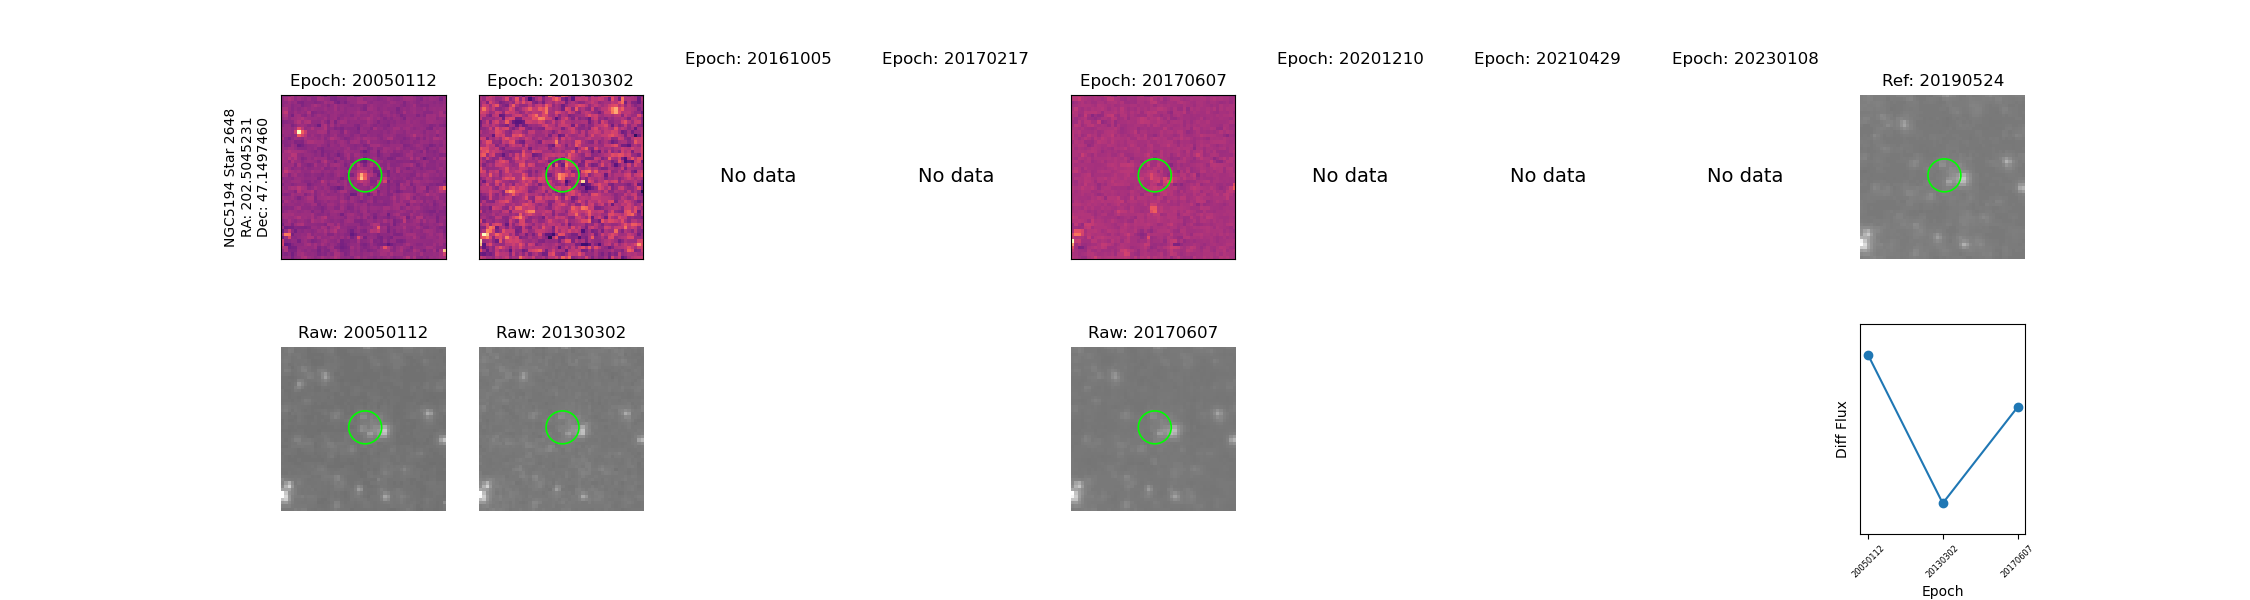 NGC5194 Star 2648
RA: 202.5045231
Dec: 47.1497460
Epoch: 20050112
Epoch: 20130302
Epoch: 20161005
Epoch: 20170217
Epoch: 20170607
Epoch: 20201210
Epoch: 20210429
Epoch: 20230108
Ref: 20190524
No data
No data
No data
No data
No data
Raw: 20050112
Raw: 20130302
Raw: 20170607
Diff Flux
20050112
20130302
20170607
Epoch